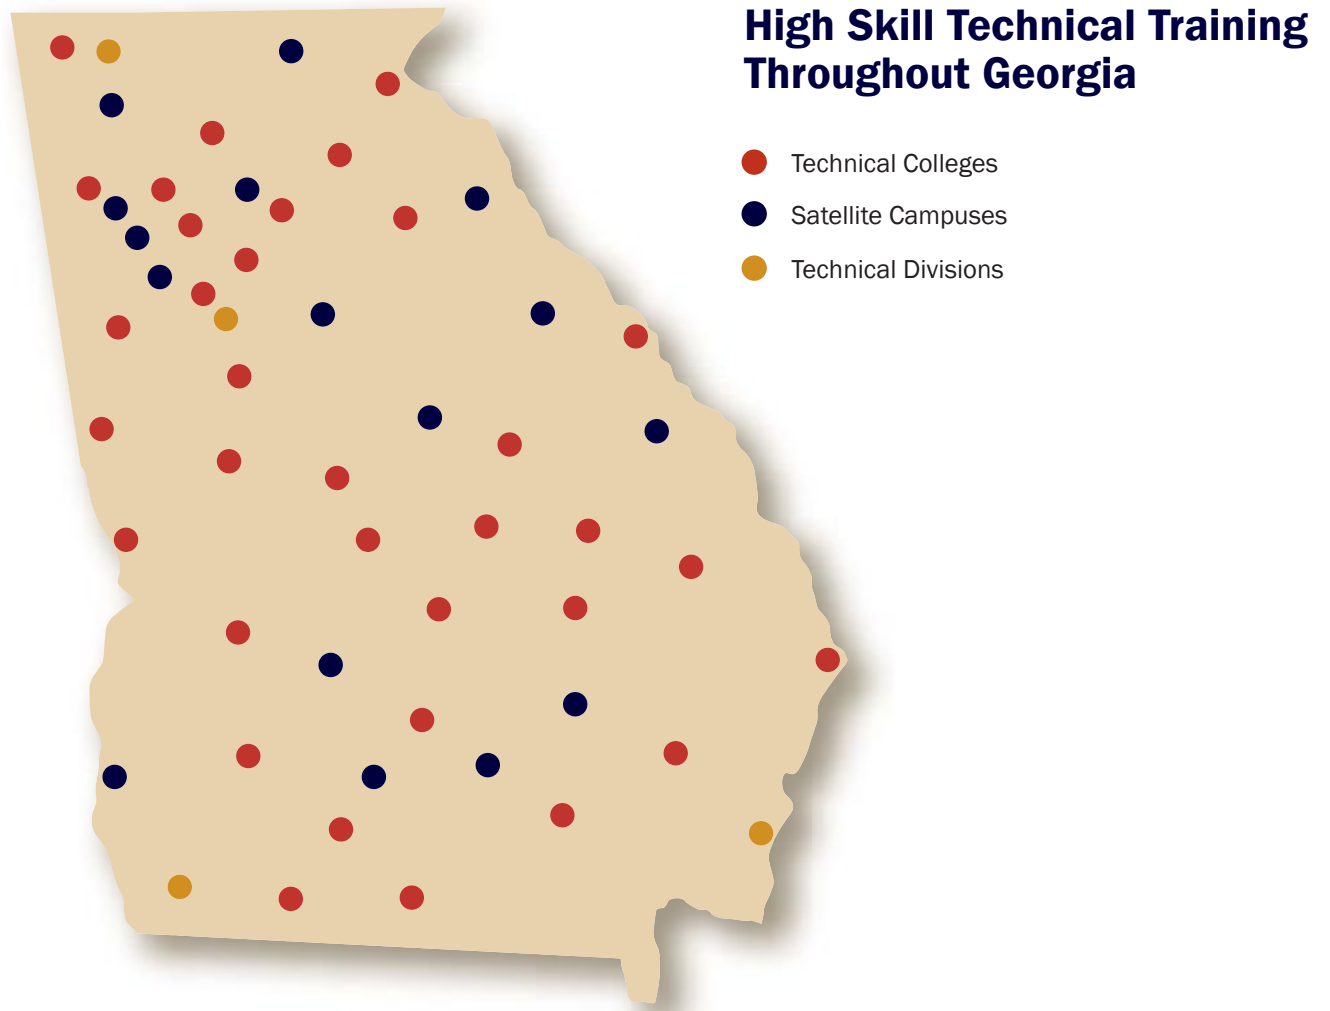 High Skill Technical Training
Throughout Georgia
Technical Colleges
Satellite Campuses
Technical Divisions